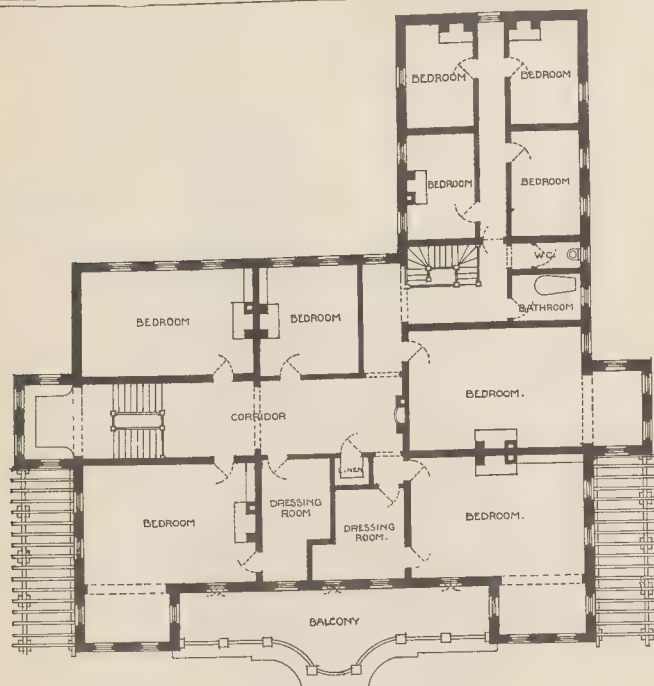 BEDROOM
BEDROOM
BEDROOM
BEDROOM
W.C.
BATHROOM
BEDROOM
BEDROOM
BEDROOM.
CORRIDOR
LINEN
DRESSING
ROOM
BEDROOM
DRESSING
ROOM.
BEDROOM.
BALCONY